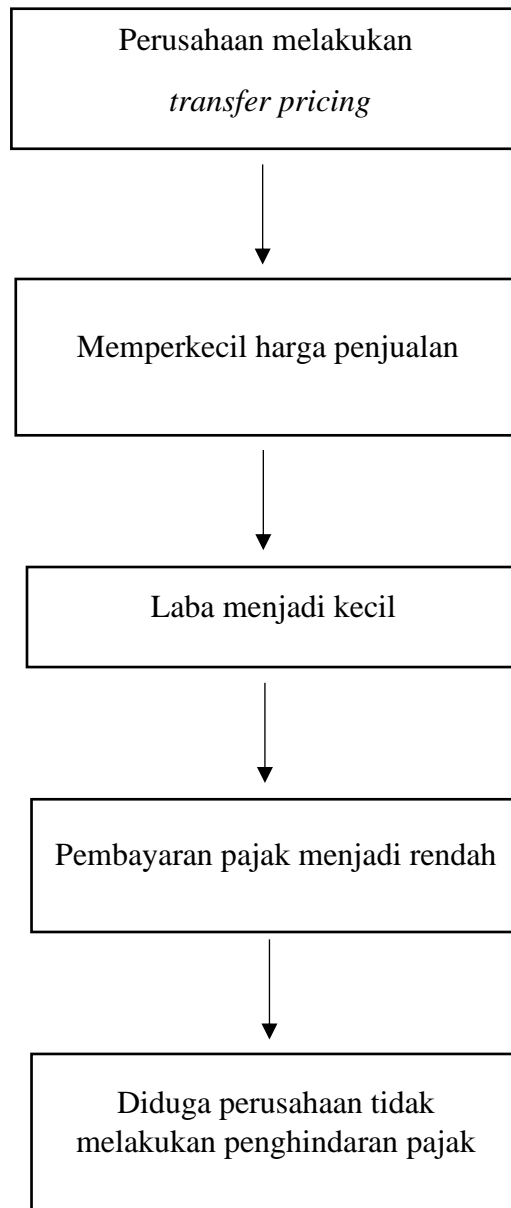 Perusahaan melakukan
transfer pricing
Memperkecil harga penjualan
Laba menjadi kecil
Pembayaran pajak menjadi rendah
Diduga perusahaan tidak
melakukan penghindaran pajak